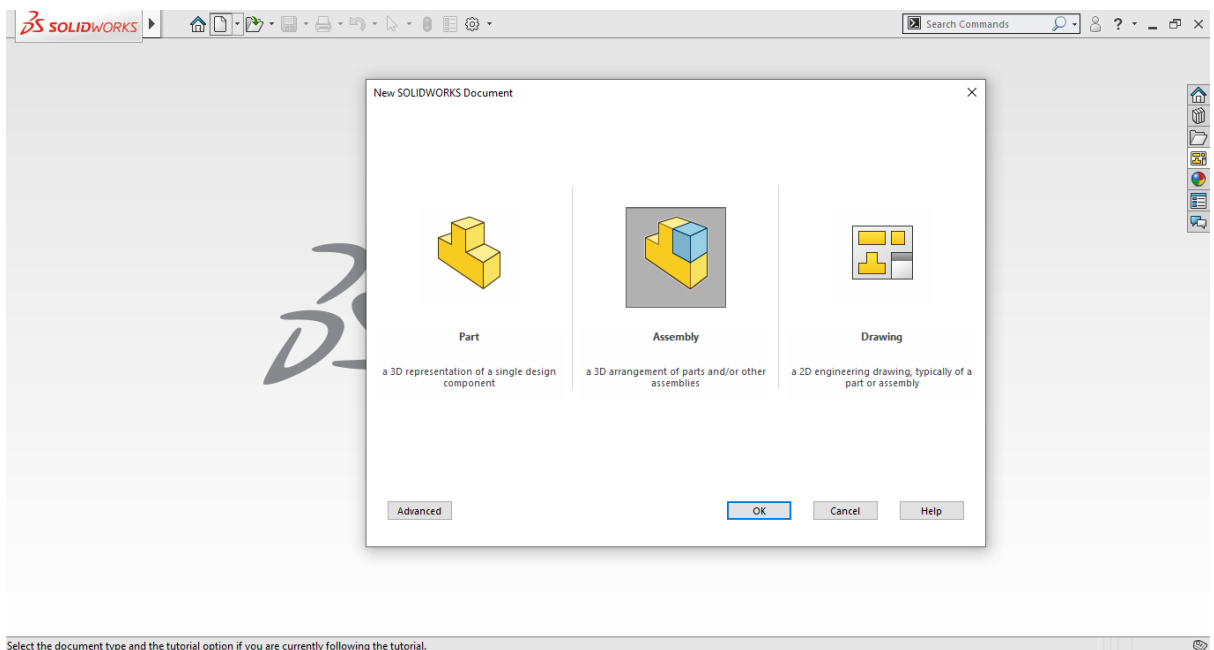 SOLIDWORKS
Search Commands
?
New SOLIDWORKS Document
Part
a 3D representation of a single design
component
Assembly
a 3D arrangement of parts and/or other
assemblies
Drawing
a 2D engineering drawing, typically of a
part or assembly
Advanced
OK
Cancel
Help
Select the document type and the tutorial option if you are currently following the tutorial.